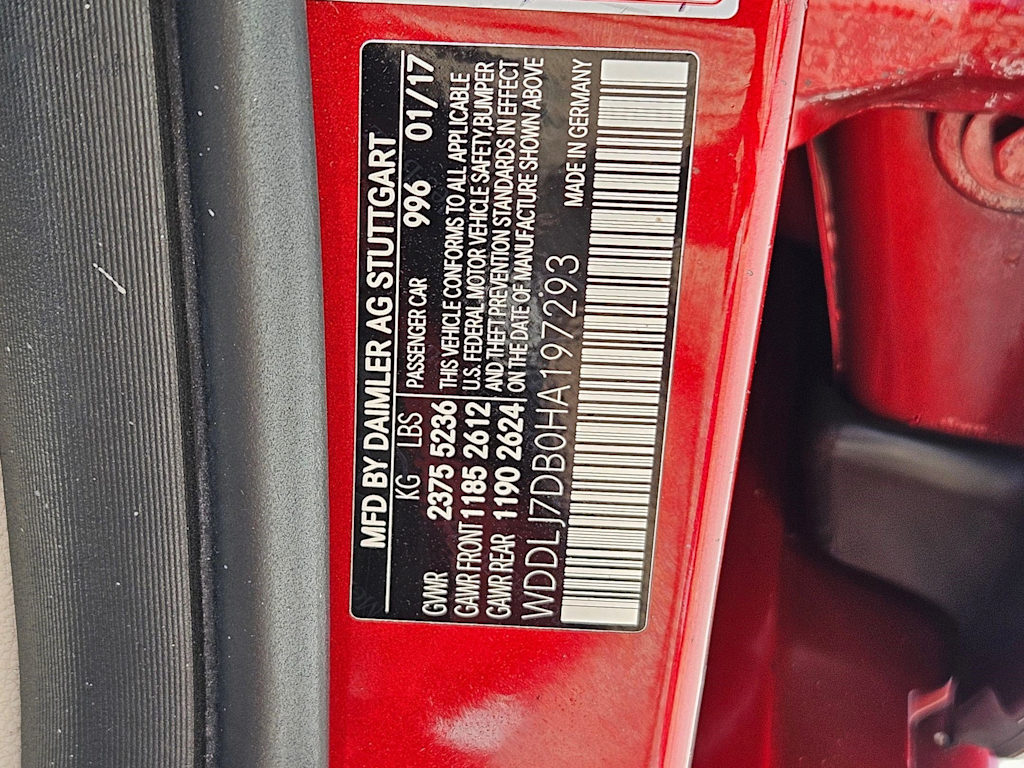 MFD BY DAIMLER AG STUTTGART
KG LBS PASSENGER CAR 996 01/17
GVWR 2375 5236 THIS VEHICLE CONFORMS TO ALL APPLICABLE
GAWR FRONT 1185 2612 U.S. FEDERAL MOTOR VEHICLE SAFETY, BUMPER
GAWR REAR 1190 2624 AND THEFT PREVENTION STANDARDS IN EFFECT
ON THE DATE OF MANUFACTURE SHOWN ABOVE
WDDLJ7DB0HA197293 MADE IN GERMANY